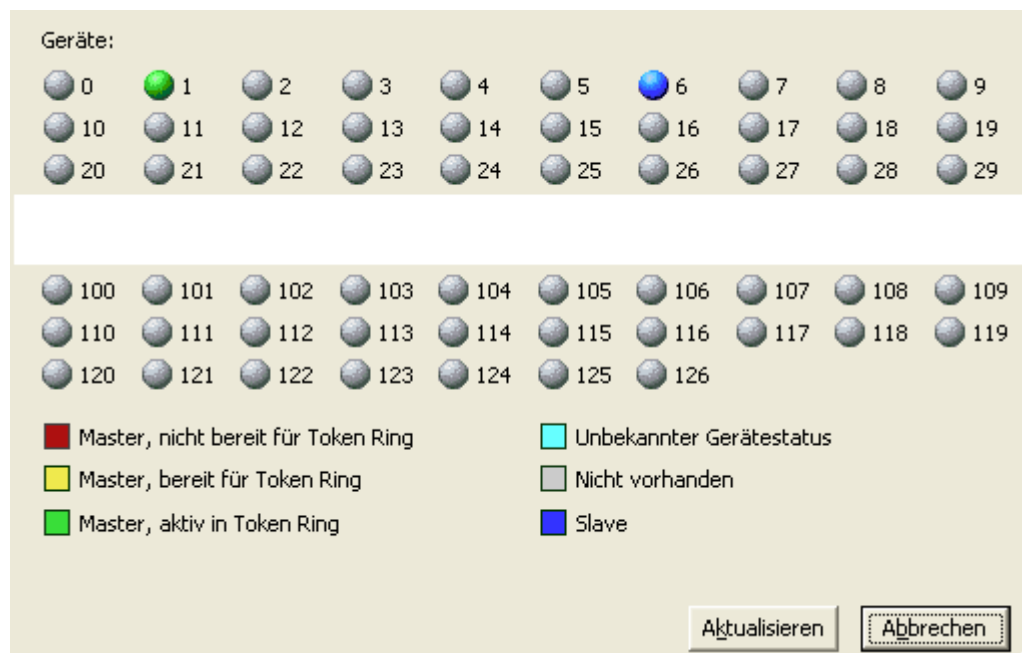 Geräte:
0 1 2 3 4 5 6 7 8 9
10 11 12 13 14 15 16 17 18 19
20 21 22 23 24 25 26 27 28 29
100 101 102 103 104 105 106 107 108 109
110 111 112 113 114 115 116 117 118 119
120 121 122 123 124 125 126
Master, nicht bereit für Token Ring
Master, bereit für Token Ring
Master, aktiv in Token Ring
Unbekannter Gerätestatus
Nicht vorhanden
Slave
Aktualisieren
Abbrechen